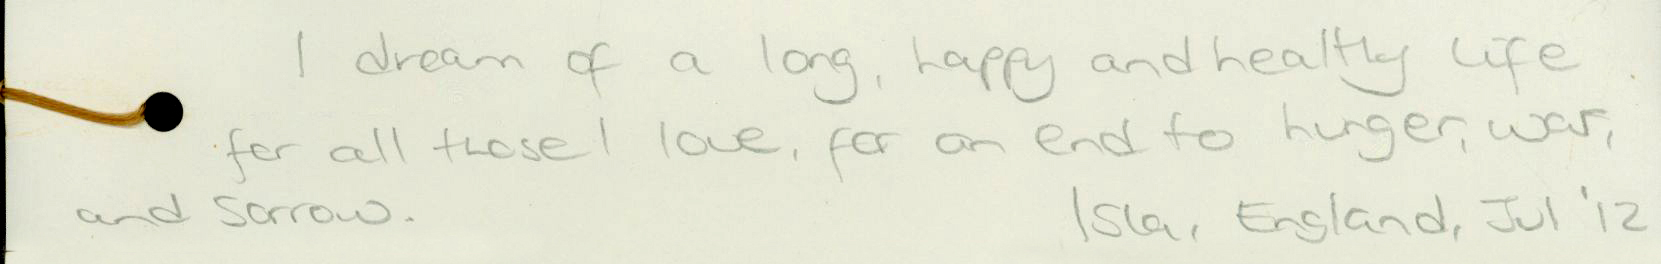 I dream of a long, happy and healthy life
for all those I love, for an end to hunger, war,
and sorrow.
Isla, England, Jul '12